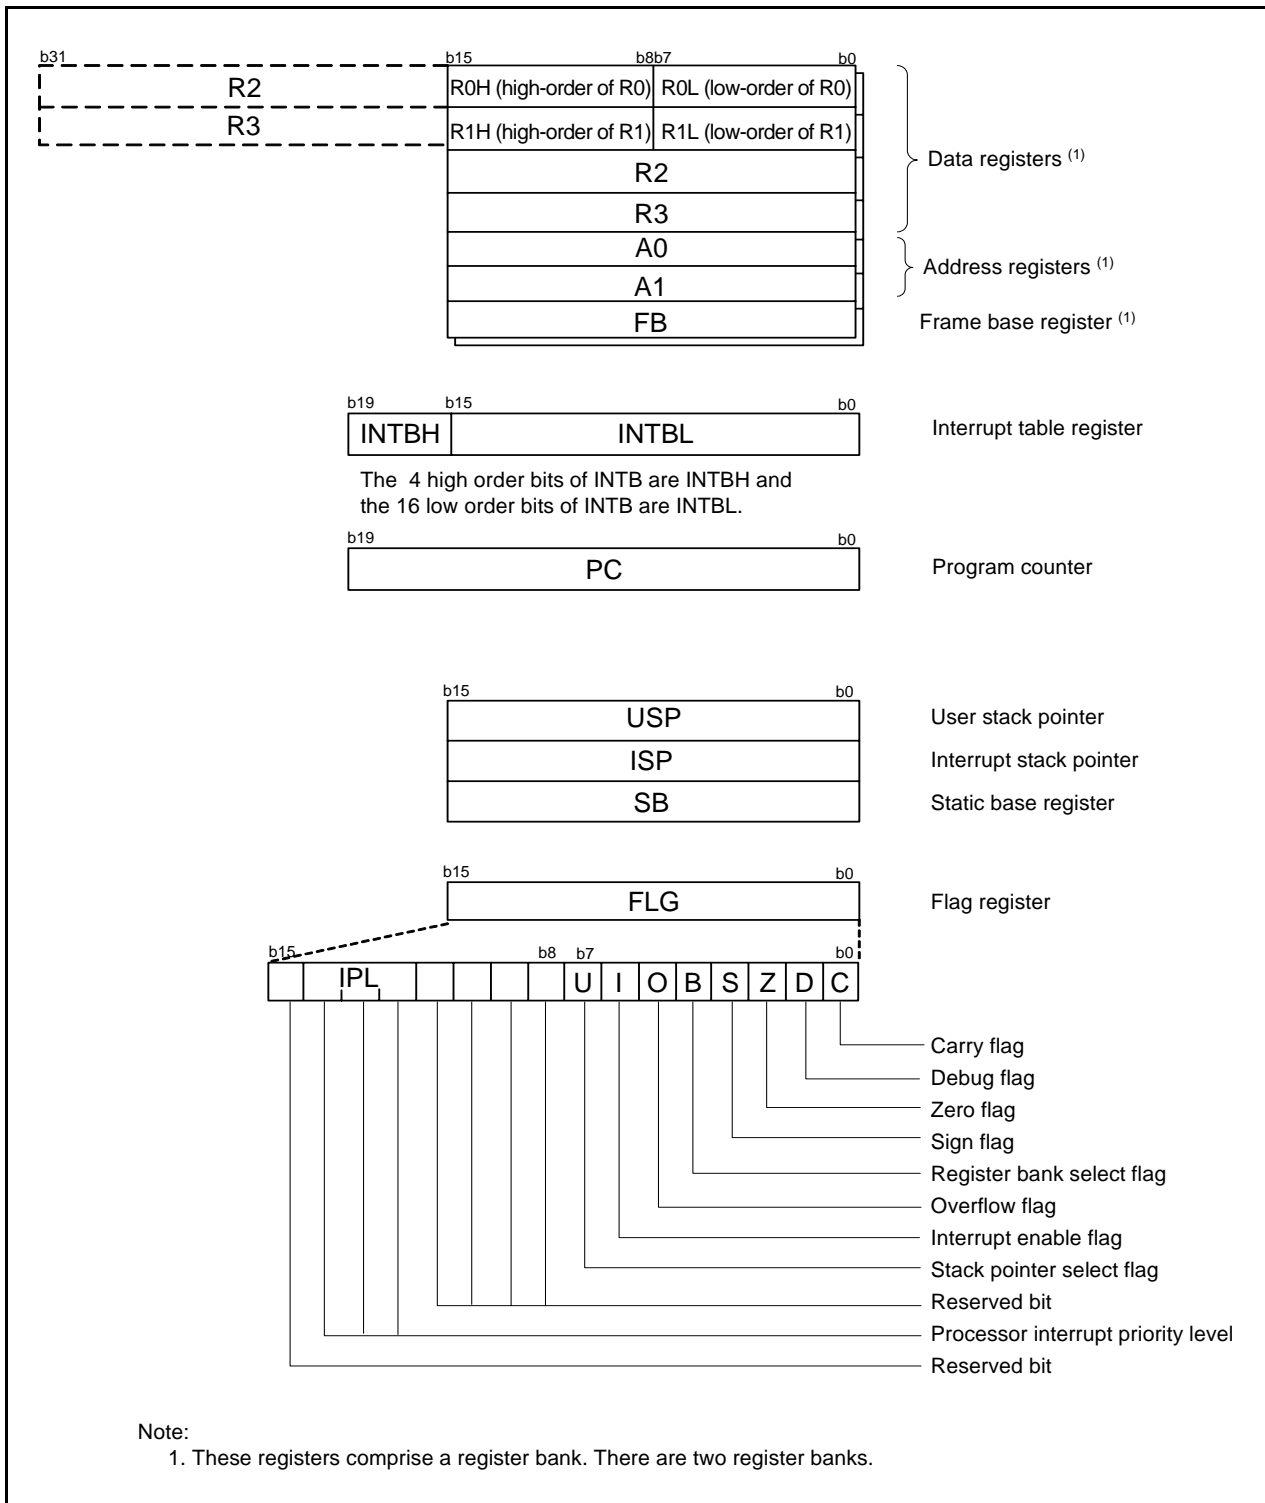 b31 b15 b8b7 b0
R2 R0H (high-order of R0) R0L (low-order of R0)
R3 R1H (high-order of R1) R1L (low-order of R1)
R2
Data registers (1)
R3
A0
Address registers (1)
A1
FB Frame base register (1)
b19 b15 b0
INTBH INTBL Interrupt table register
The 4 high order bits of INTB are INTBH and
the 16 low order bits of INTB are INTBL.
b19 b0
PC Program counter
b15 b0
USP User stack pointer
ISP Interrupt stack pointer
SB Static base register
b15 b0
FLG Flag register
b15 b8 b7 b0
IPL U I O B S Z D C
Carry flag
Debug flag
Zero flag
Sign flag
Register bank select flag
Overflow flag
Interrupt enable flag
Stack pointer select flag
Reserved bit
Processor interrupt priority level
Reserved bit
Note:
1. These registers comprise a register bank. There are two register banks.